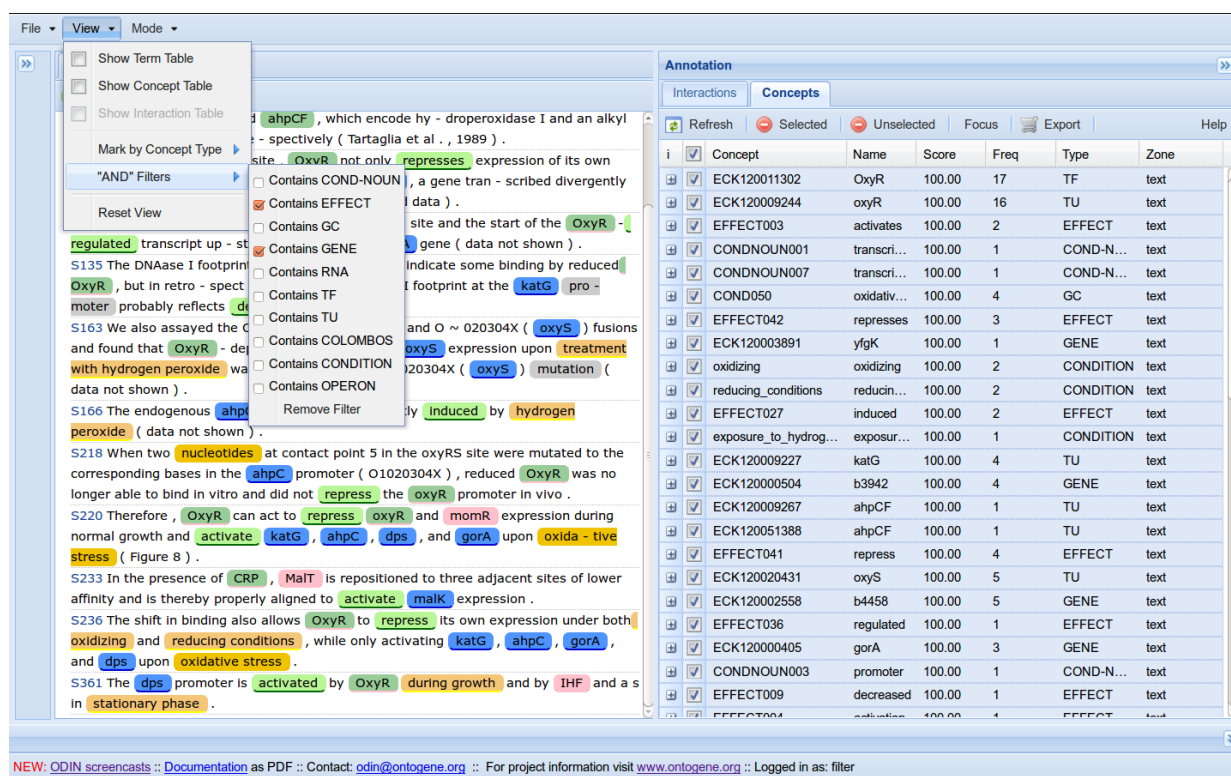 File View Mode
Show Term Table
Show Concept Table
Show Interaction Table
Mark by Concept Type
"AND" Filters
Reset View
Contains COND-NOUN
Contains EFFECT
Contains GC
Contains GENE
Contains RNA
Contains TF
Contains TU
Contains COLOMBOS
Contains CONDITION
Contains OPERON
Remove Filter
ahpCF , which encode hy - droperoxidase I and an alkyl
- spectively ( Tartaglia et al . , 1989 ) .
site , OxyR not only represses expression of its own
, a gene tran - scribed divergently
data ) .
site and the start of the OxyR -
regulated transcript up - st gene ( data not shown ) .
S135 The DNAase I footprin indicate some binding by reduced
OxyR , but in retro - spect I footprint at the katG pro -
moter probably reflects de
S163 We also assayed the O and O ~ 020304X ( oxyS ) fusions
and found that OxyR - dep oxyS expression upon treatment
with hydrogen peroxide wa 020304X ( oxyS ) mutation (
data not shown ) .
S166 The endogenous ahp ly induced by hydrogen
peroxide ( data not shown ) .
S218 When two nucleotides at contact point 5 in the oxyRS site were mutated to the
corresponding bases in the ahpC promoter ( O1020304X ) , reduced OxyR was no
longer able to bind in vitro and did not repress the oxyR promoter in vivo .
S220 Therefore , OxyR can act to repress oxyR and momR expression during
normal growth and activate katG , ahpC , dps , and gorA upon oxida - tive
stress ( Figure 8 ) .
S233 In the presence of CRP , MalT is repositioned to three adjacent sites of lower
affinity and is thereby properly aligned to activate malK expression .
S236 The shift in binding also allows OxyR to repress its own expression under both
oxidizing and reducing conditions , while only activating katG , ahpC , gorA ,
and dps upon oxidative stress .
S361 The dps promoter is activated by OxyR during growth and by IHF and a s
in stationary phase .
Annotation
Interactions Concepts
Refresh Selected Unselected Focus Export Help
i Concept Name Score Freq Type Zone
ECK120011302 OxyR 100.00 17 TF text
ECK120009244 oxyR 100.00 16 TU text
EFFECT003 activates 100.00 2 EFFECT text
CONDNOUN001 transcri... 100.00 1 COND-N... text
CONDNOUN007 transcri... 100.00 1 COND-N... text
COND050 oxidativ... 100.00 4 GC text
EFFECT042 represses 100.00 3 EFFECT text
ECK120003891 yfgK 100.00 1 GENE text
oxidizing oxidizing 100.00 2 CONDITION text
reducing_conditions reducin... 100.00 2 CONDITION text
EFFECT027 induced 100.00 2 EFFECT text
exposure_to_hydrog... exposur... 100.00 1 CONDITION text
ECK120009227 katG 100.00 4 TU text
ECK120000504 b3942 100.00 4 GENE text
ECK120009267 ahpCF 100.00 1 TU text
ECK120051388 ahpCF 100.00 1 TU text
EFFECT041 repress 100.00 4 EFFECT text
ECK120020431 oxyS 100.00 5 TU text
ECK120002558 b4458 100.00 5 GENE text
EFFECT036 regulated 100.00 1 EFFECT text
ECK120000405 gorA 100.00 3 GENE text
CONDNOUN003 promoter 100.00 1 COND-N... text
EFFECT009 decreased 100.00 1 EFFECT text
NEW: ODIN screencasts :: Documentation as PDF :: Contact: odin@ontogene.org :: For project information visit www.ontogene.org :: Logged in as: filter